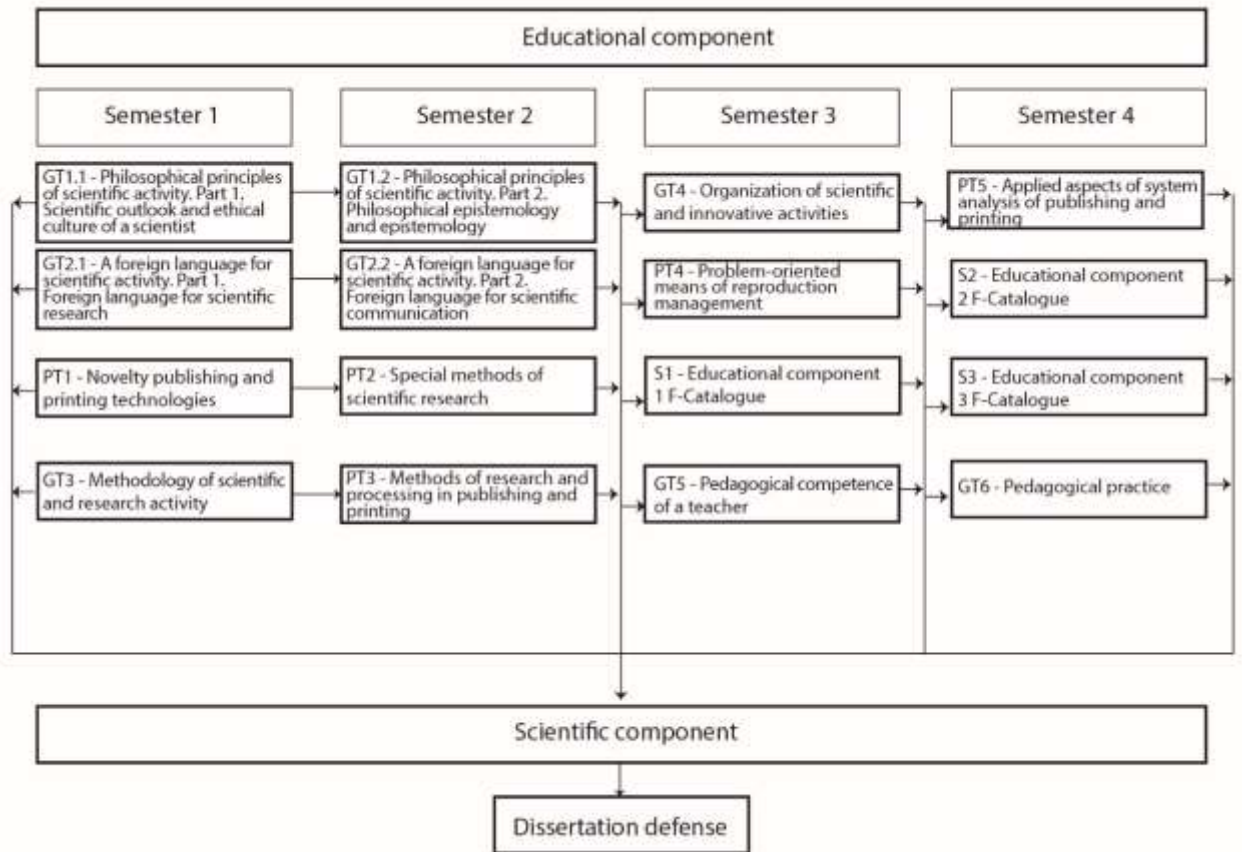 Educational component
Semester 1
Semester 2
Semester 3
Semester 4
GT1.1 - Philosophical principles
of scientific activity. Part 1.
Scientific outlook and ethical
culture of a scientist
GT1.2 - Philosophical principles
of scientific activity. Part 2.
Philosophical epistemology
and epistemology
GT4 - Organization of scientific
and innovative activities
PT5 - Applied aspects of system
analysis of publishing and
printing
GT2.1 - A foreign language for
scientific activity. Part 1.
Foreign language for scientific
research
GT2.2 - A foreign language for
scientific activity. Part 2.
Foreign language for scientific
communication
PT4 - Problem-oriented
means of reproduction
management
S2 - Educational component
2 F-Catalogue
PT1 - Novelty publishing and
printing technologies
PT2 - Special methods of
scientific research
S1 - Educational component
1 F-Catalogue
S3 - Educational component
3 F-Catalogue
GT3 - Methodology of scientific
and research activity
PT3 - Methods of research and
processing in publishing and
printing
GT5 - Pedagogical competence
of a teacher
GT6 - Pedagogical practice
Scientific component
Dissertation defense